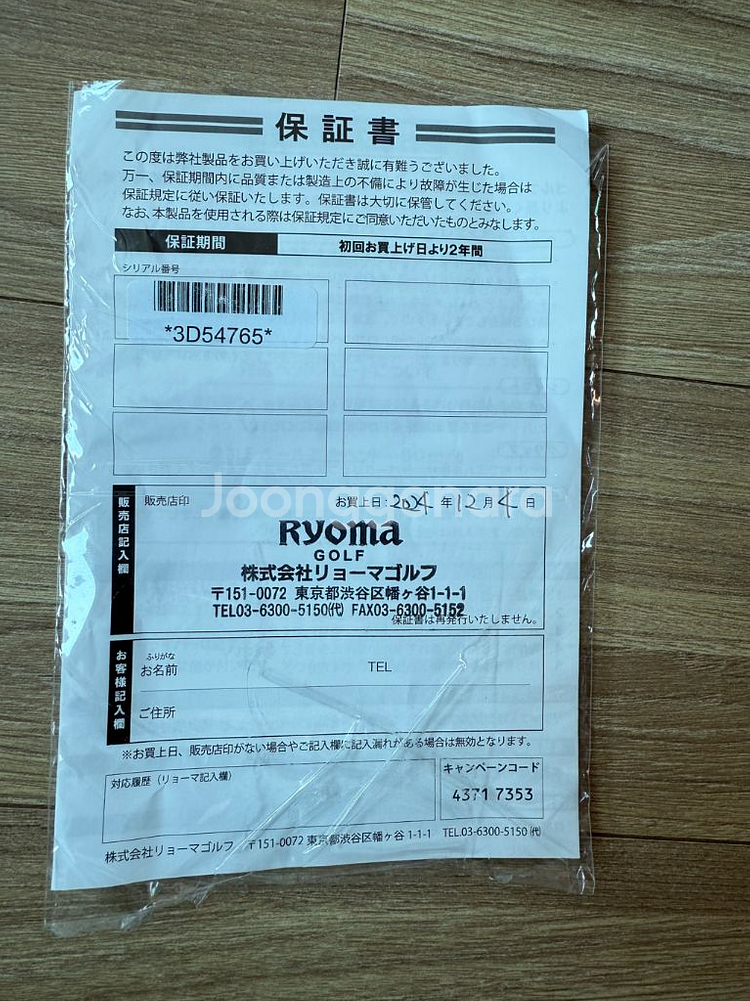 保証書
この度は弊社製品をお買い上げいただき誠に有難うございました。
万一、保証期間内に品質または製造上の不備により故障が生じた場合は
保証規定に従い保証いたします。保証書は大切に保管してください。
なお、本製品を使用される際は保証規定にご同意いただいたものとみなします。
保証期間 初回お買上げ日より2年間
シリアル番号
*3D54765*
Joonggonara
販売店記入欄
販売店印 お買上日: 年 12 月 4 日
Ryoma
GOLF
株式会社リョーマゴルフ
〒151-0072 東京都渋谷区幡ヶ谷1-1-1
TEL03-6300-5150(代) FAX03-6300-5152
保証書は再発行いたしません。
お客様記入欄
ふりがな
お名前 TEL
ご住所
※お買上日、販売店印がない場合やご記入欄に記入漏れがある場合は無効となります。
対応履歴（リョーマ記入欄）
キャンペーンコード
4371 7353
株式会社リョーマゴルフ 〒151-0072 東京都渋谷区幡ヶ谷 1-1-1 TEL.03-6300-5150 (代)